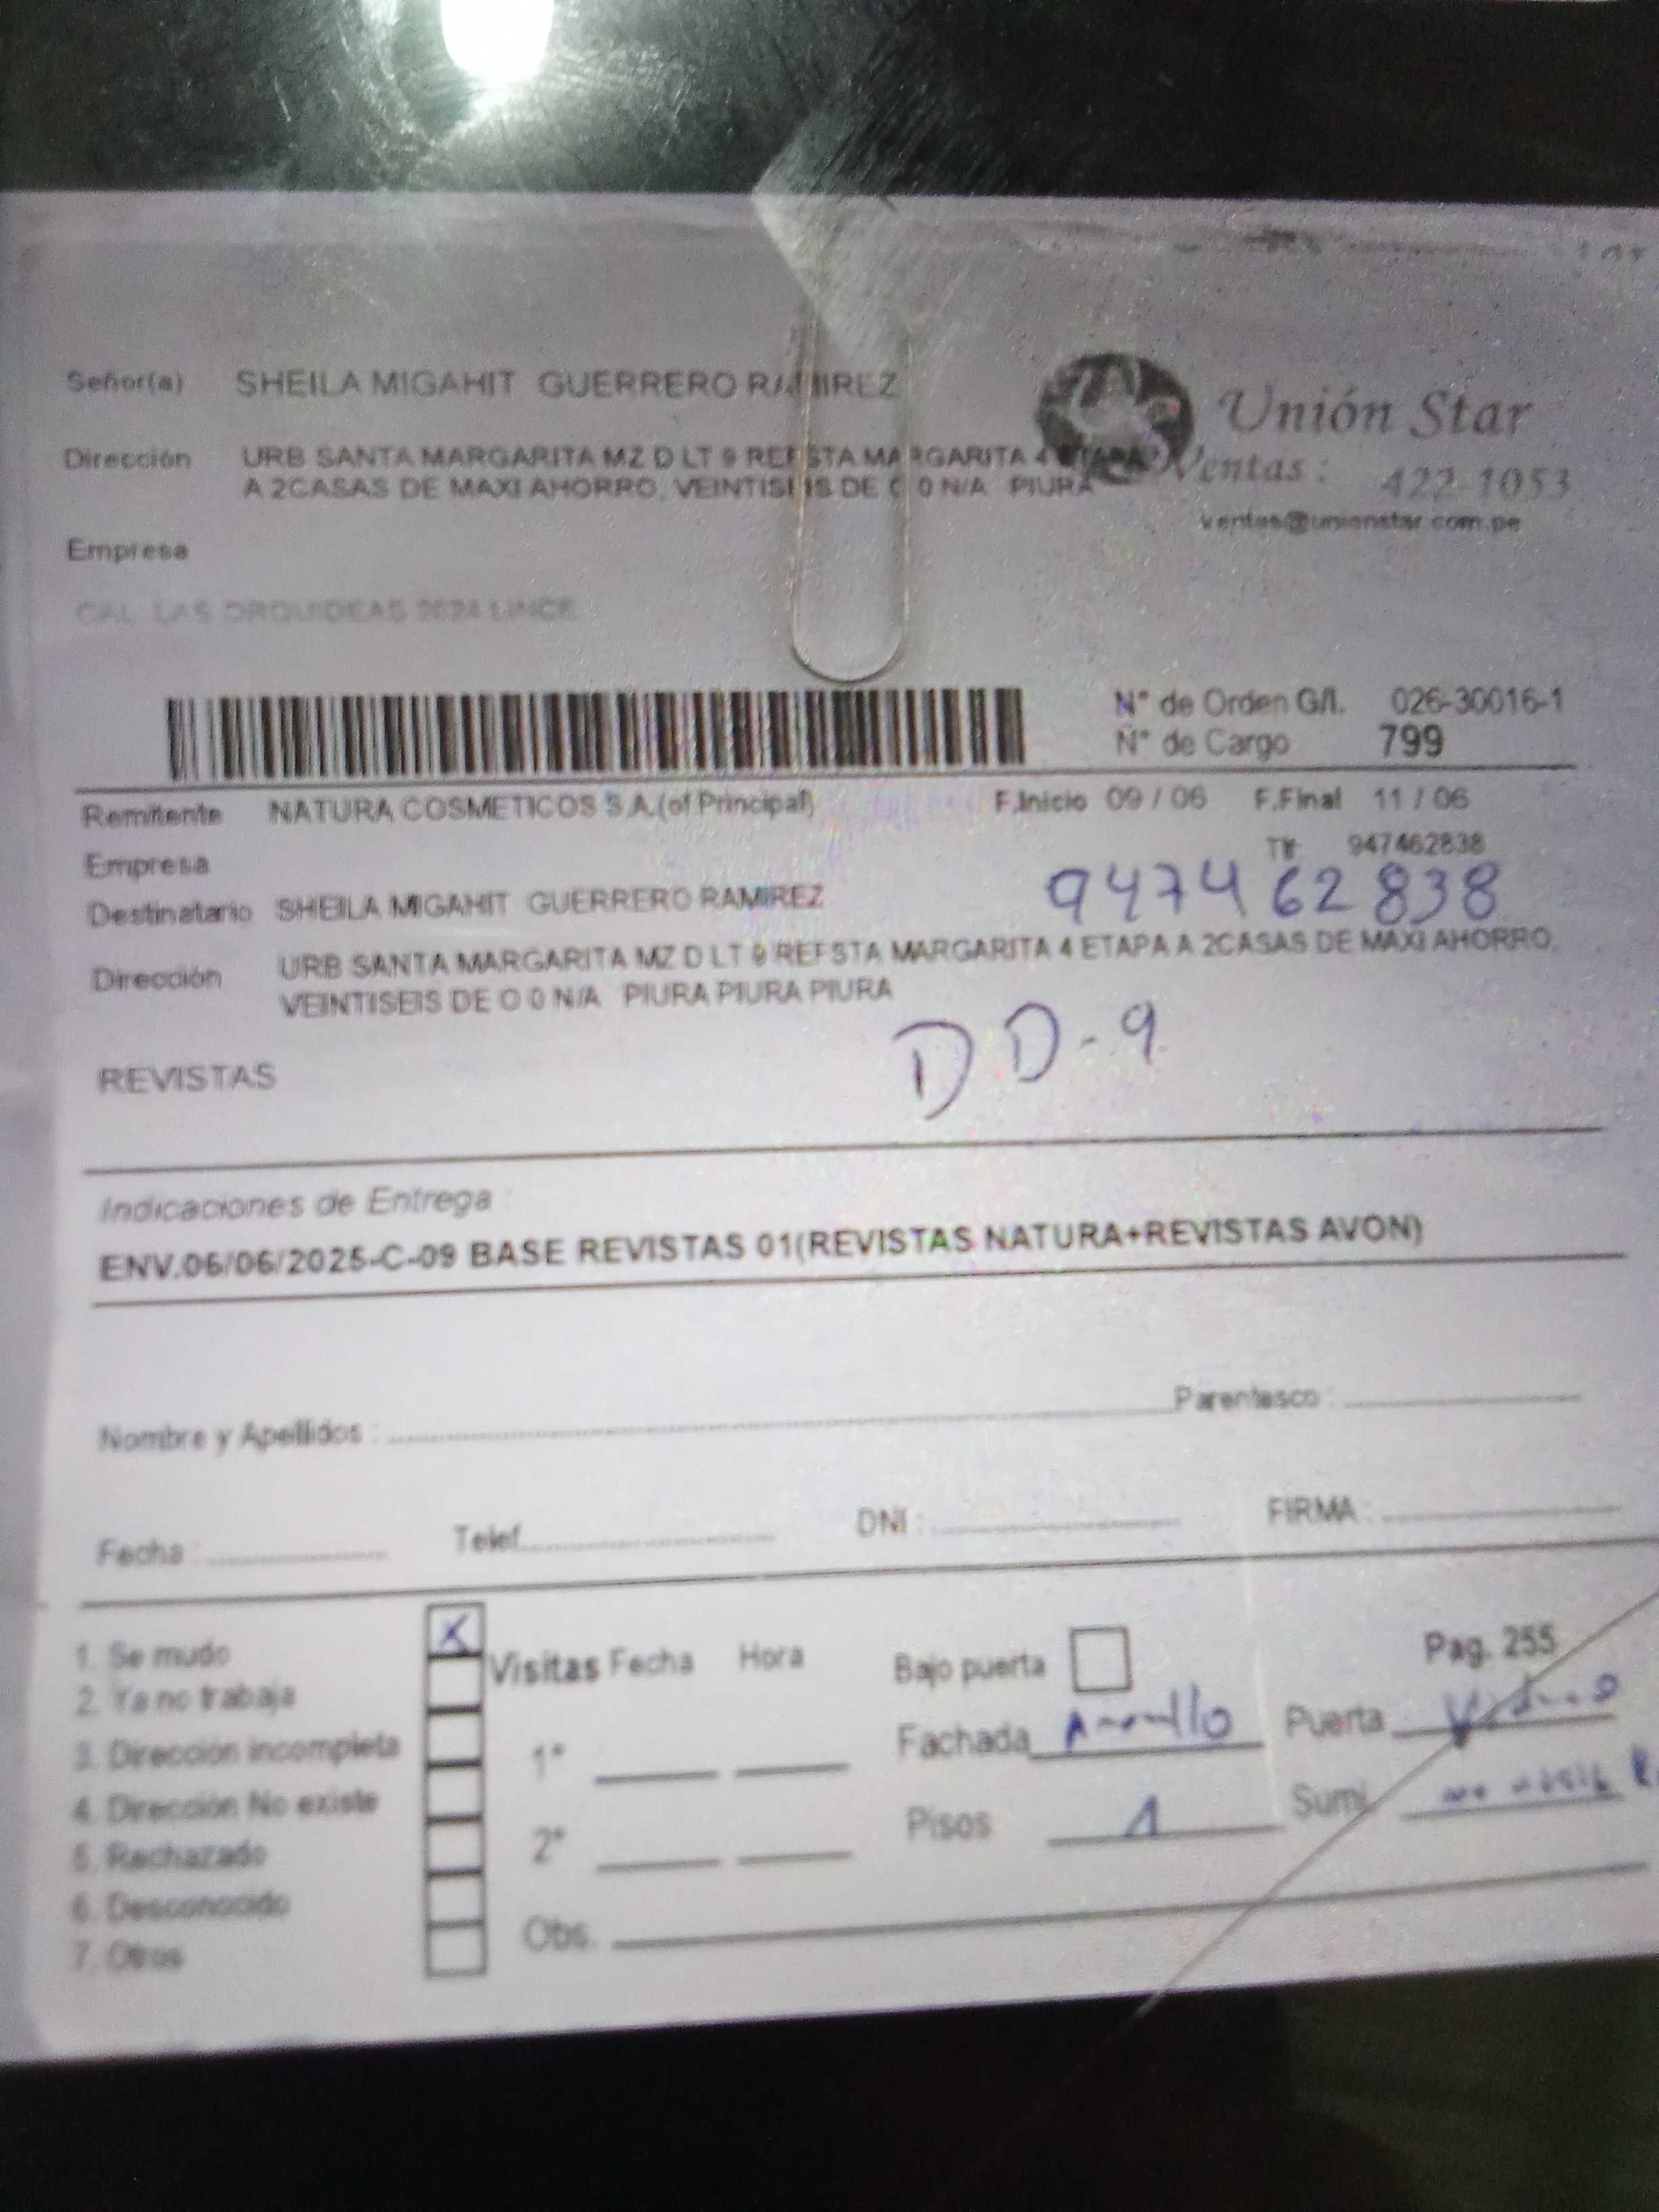 Señor(a) SHEILA MIGAHIT GUERRERO RAMIREZ
Unión Star
Dirección URB SANTA MARGARITA MZ D LT 9 REFSTA MARGARITA 4 ETAPA
A 2CASAS DE MAXI AHORRO, VEINTISEIS DE O 0 N/A PIURA
Ventas : 422-1053
ventas@unionstar.com.pe
Empresa
CAL. LAS ORQUIDEAS LINCE
N° de Orden G/I. 026-30016-1
N° de Cargo 799
Remitente NATURA COSMETICOS S.A.(of Principal) F.Inicio 09 / 06 F.Final 11 / 06
Empresa Tlf: 947462838
Destinatario SHEILA MIGAHIT GUERRERO RAMIREZ 947462838
Dirección URB SANTA MARGARITA MZ D LT 9 REFSTA MARGARITA 4 ETAPA A 2CASAS DE MAXI AHORRO,
VEINTISEIS DE O 0 N/A PIURA PIURA PIURA
DD-9
REVISTAS
Indicaciones de Entrega :
ENV.06/06/2025-C-09 BASE REVISTAS 01(REVISTAS NATURA+REVISTAS AVON)
Nombre y Apellidos : Parentesco :
Fecha : Telef. DNI : FIRMA :
1. Se mudo X
2. Ya no trabaja
3. Dirección incompleta
4. Dirección No existe
5. Rechazado
6. Desconocido
7. Otros
Visitas Fecha Hora
1°
2°
Obs.
Bajo puerta Pag. 255
Fachada Amarillo Puerta Vidrio
Pisos 1 Sumi.